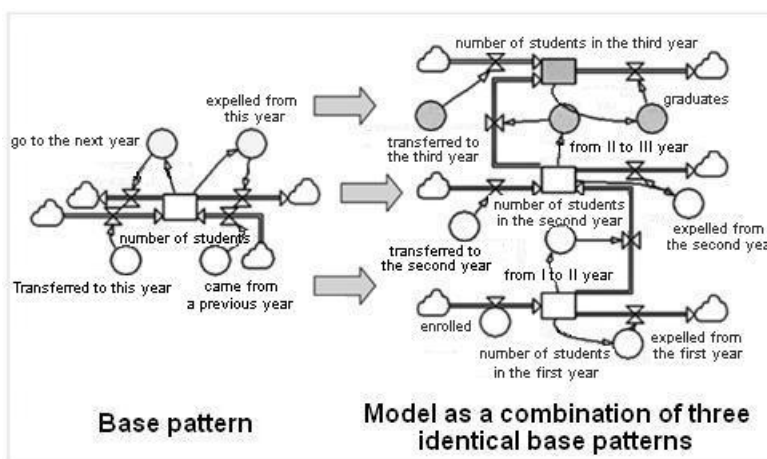 expelled from
this year
go to the next year
number of students
Transferred to this year
came from
a previous year
Base pattern
number of students in the third year
graduates
transferred to
the third year
from II to III year
number of students
in the second year
expelled from
the second yea
transferred to
the second year
from I to II year
enrolled
number of students
in the first year
expelled from
the first year
Model as a combination of three
identical base patterns